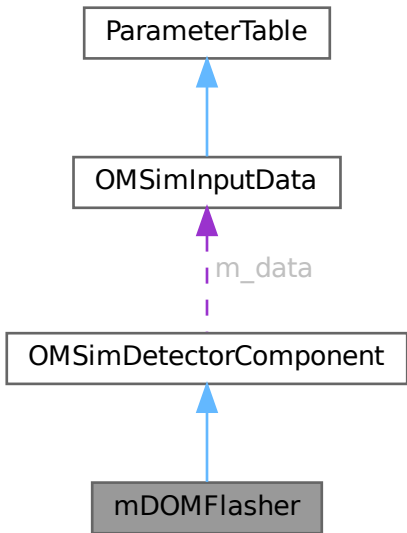 ParameterTable
OMSimInputData
m_data
OMSimDetectorComponent
mDOMFlasher